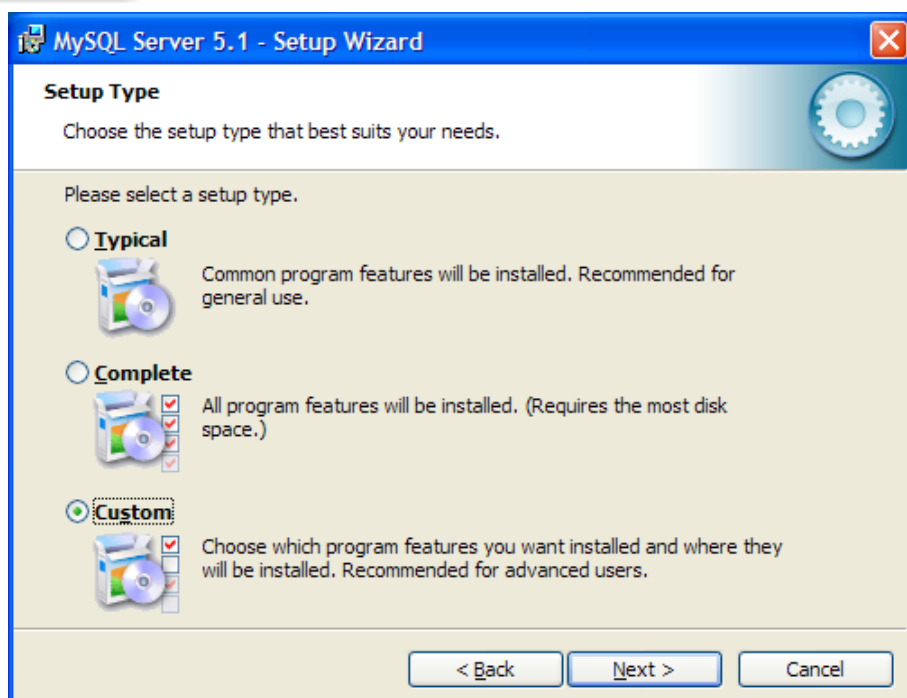 MySQL Server 5.1 - Setup Wizard
Setup Type
Choose the setup type that best suits your needs.
Please select a setup type.
Typical
Common program features will be installed. Recommended for
general use.
Complete
All program features will be installed. (Requires the most disk
space.)
Custom
Choose which program features you want installed and where they
will be installed. Recommended for advanced users.
< Back
Next >
Cancel